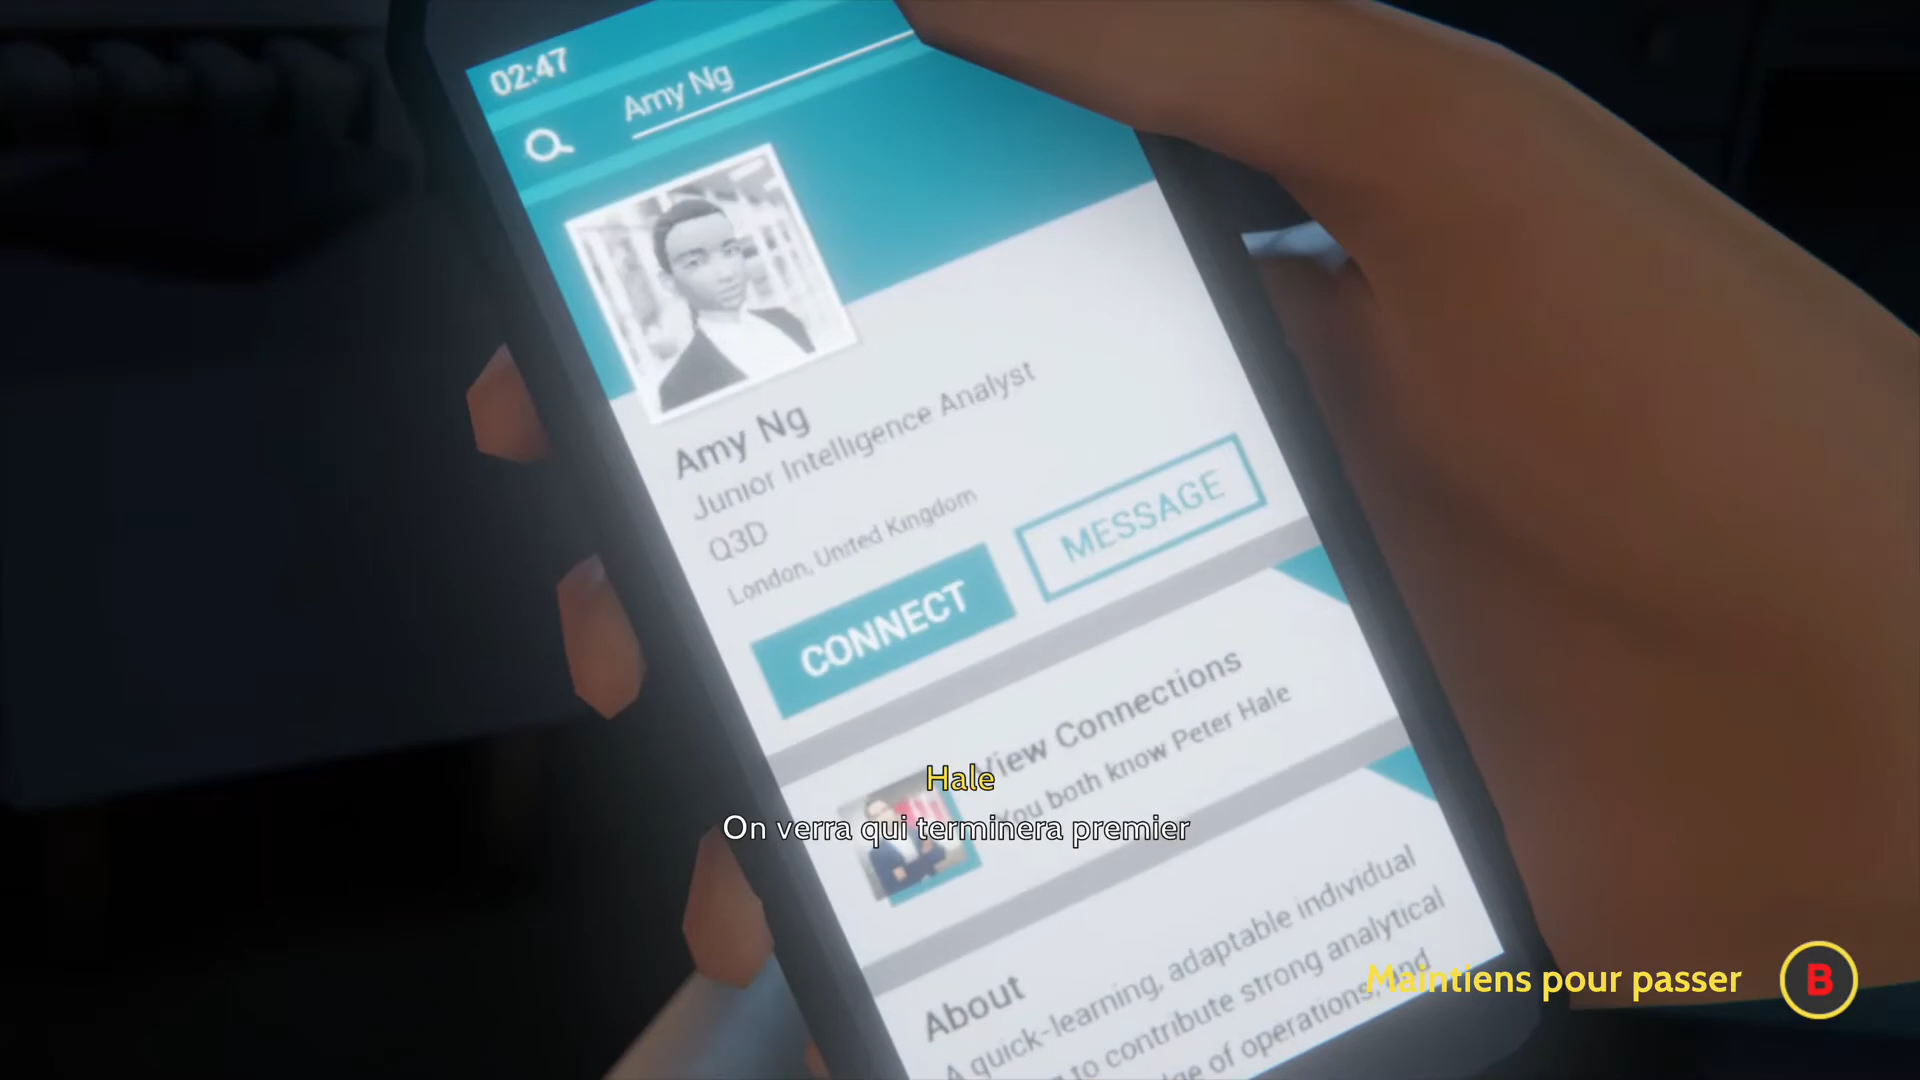 02:47
Amy Ng
Amy Ng
Junior Intelligence Analyst
Q3D
London, United Kingdom
CONNECT
MESSAGE
View Connections
You both know Peter Hale
Hale
On verra qui terminera premier
About
A quick-learning, adaptable individual
to contribute strong analytical
of operations,
Maintiens pour passer
B